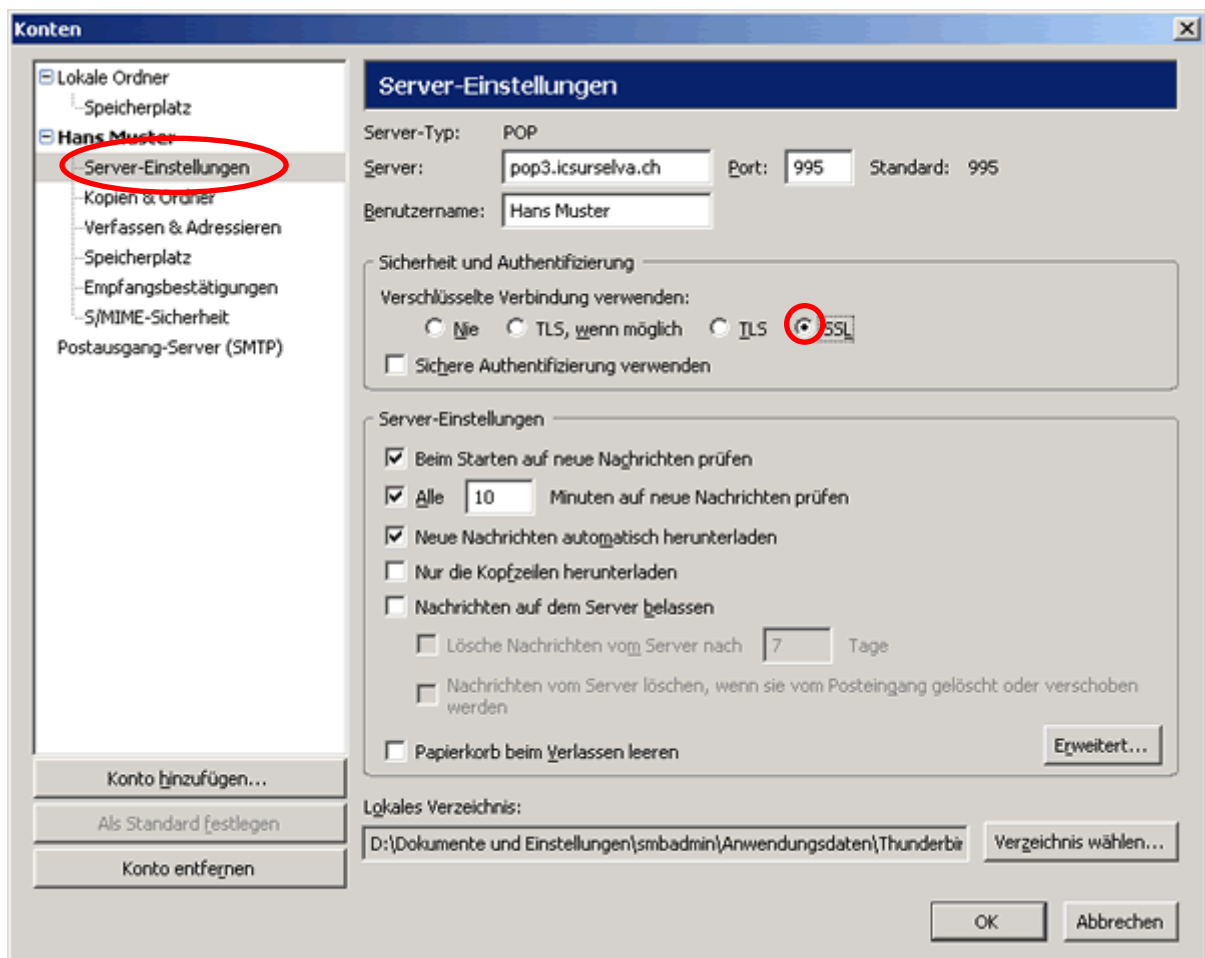 Konten
Lokale Ordner
Speicherplatz
Hans Muster
Server-Einstellungen
Kopien & Ordner
Verfassen & Adressieren
Speicherplatz
Empfangsbestätigungen
S/MIME-Sicherheit
Postausgang-Server (SMTP)
Konto hinzufügen...
Als Standard festlegen
Konto entfernen
Server-Einstellungen
Server-Typ: POP
Server: pop3.icsurselva.ch Port: 995 Standard: 995
Benutzername: Hans Muster
Sicherheit und Authentifizierung
Verschlüsselte Verbindung verwenden:
Nie TLS, wenn möglich TLS SSL
Sichere Authentifizierung verwenden
Server-Einstellungen
Beim Starten auf neue Nachrichten prüfen
Alle 10 Minuten auf neue Nachrichten prüfen
Neue Nachrichten automatisch herunterladen
Nur die Kopfzeilen herunterladen
Nachrichten auf dem Server belassen
Lösche Nachrichten vom Server nach 7 Tage
Nachrichten vom Server löschen, wenn sie vom Posteingang gelöscht oder verschoben
werden
Papierkorb beim Verlassen leeren
Erweitert...
Lokales Verzeichnis:
D:\Dokumente und Einstellungen\smbadmin\Anwendungsdaten\Thunderbir Verzeichnis wählen...
OK Abbrechen